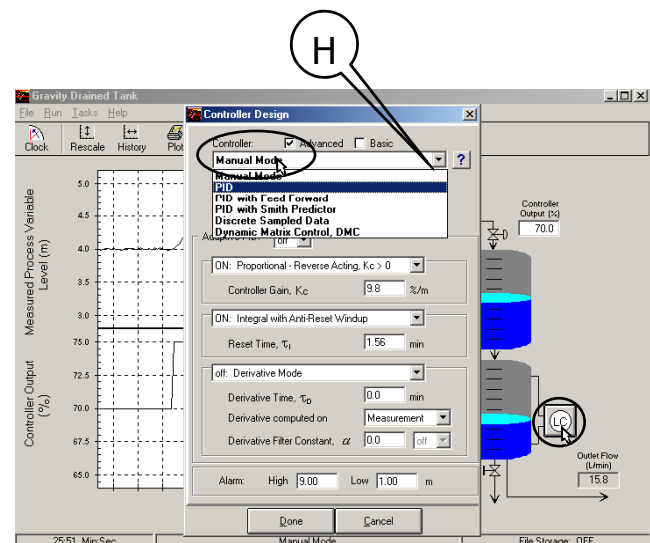 H
Gravity Drained Tank
File Run Tasks Help
Clock Rescale History Plot
Measured Process Variable
Level (m)
5.0
4.5
4.0
3.5
3.0
Controller Output
(%)
75.0
72.5
70.0
67.5
65.0
Controller Design
Controller: Advanced Basic
Manual Mode ?
Manual Mode
PID
PID with Feed Forward
PID with Smith Predictor
Discrete Sampled Data
Dynamic Matrix Control, DMC
Adaptive PID: off
ON: Proportional - Reverse Acting, Kc > 0
Controller Gain, Kc 9.8 %/m
ON: Integral with Anti-Reset Windup
Reset Time, τI 1.56 min
off: Derivative Mode
Derivative Time, τD 0.0 min
Derivative computed on Measurement
Derivative Filter Constant, α 0.0 off
Alarm: High 9.00 Low 1.00 m
Done Cancel
Controller
Output (%)
70.0
LC
Outlet Flow
(L/min)
15.8
25:51 Min:Sec Manual Mode File Storage: OFF